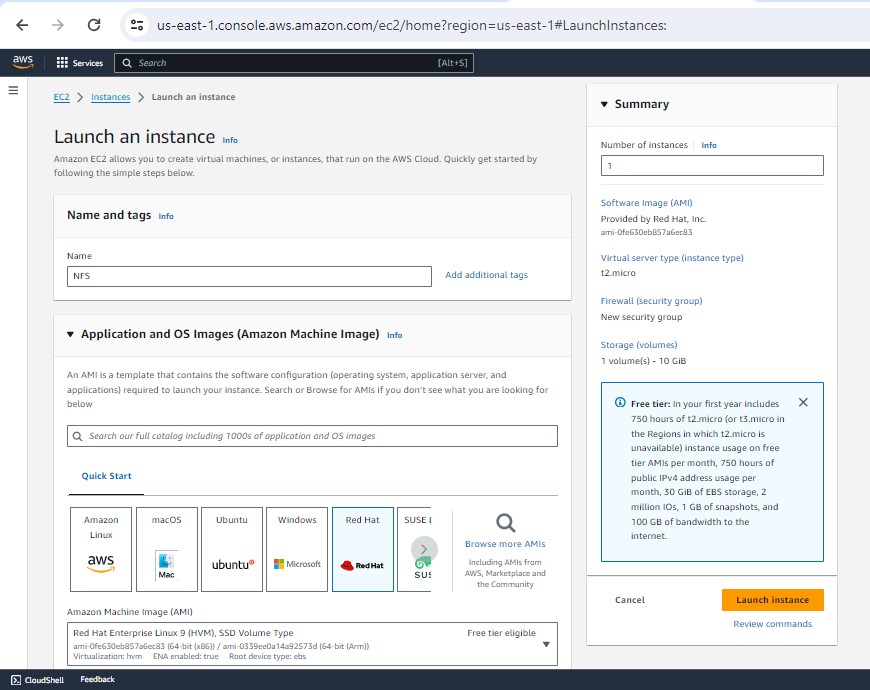 us-east-1.console.aws.amazon.com/ec2/home?region=us-east-1#LaunchInstances:
aws
Services
Search
[Alt+S]
EC2
Instances
Launch an instance
Launch an instance Info
Amazon EC2 allows you to create virtual machines, or instances, that run on the AWS Cloud. Quickly get started by
following the simple steps below.
Name and tags Info
Name
NFS
Add additional tags
Application and OS Images (Amazon Machine Image) Info
An AMI is a template that contains the software configuration (operating system, application server, and
applications) required to launch your instance. Search or Browse for AMIs if you don't see what you are looking for
below
Search our full catalog including 1000s of application and OS images
Quick Start
Amazon
Linux
aws
macOS
Mac
Ubuntu
ubuntu
Windows
Microsoft
Red Hat
Red Hat
SUSE L
SUS
Browse more AMIs
Including AMIs from
AWS, Marketplace and
the Community
Amazon Machine Image (AMI)
Red Hat Enterprise Linux 9 (HVM), SSD Volume Type
Free tier eligible
ami-0fe630eb857a6ec83 (64-bit (x86)) / ami-0339ee0a14a92573d (64-bit (Arm))
Virtualization: hvm ENA enabled: true Root device type: ebs
Summary
Number of instances Info
1
Software Image (AMI)
Provided by Red Hat, Inc.
ami-0fe630eb857a6ec83
Virtual server type (instance type)
t2.micro
Firewall (security group)
New security group
Storage (volumes)
1 volume(s) - 10 GiB
Free tier: In your first year includes
750 hours of t2.micro (or t3.micro in
the Regions in which t2.micro is
unavailable) instance usage on free
tier AMIs per month, 750 hours of
public IPv4 address usage per
month, 30 GiB of EBS storage, 2
million IOs, 1 GB of snapshots, and
100 GB of bandwidth to the
internet.
Cancel
Launch instance
Review commands
CloudShell
Feedback